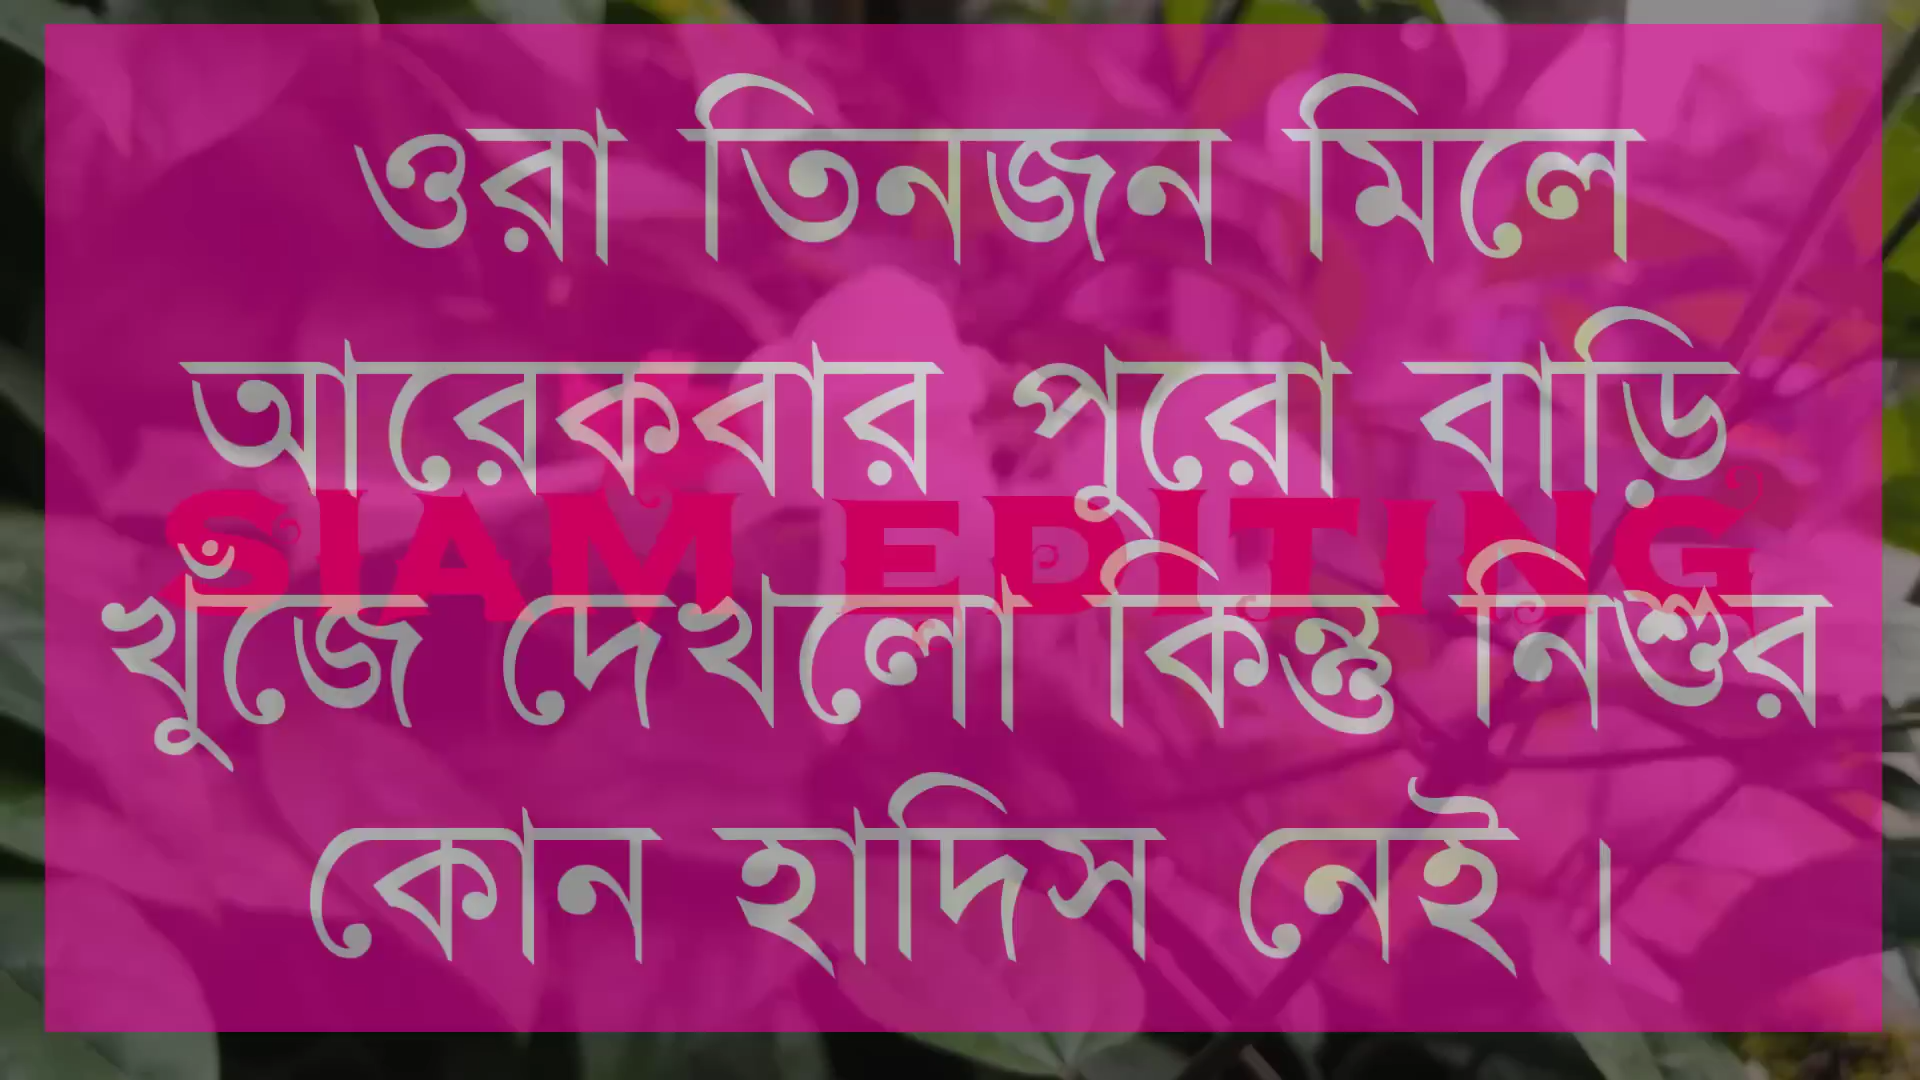 ওরা তিনজন মিলে
আরেকবার পুরো বাড়ি
SIAM EDITING
খুঁজে দেখলো কিন্তু নিশুর
কোন হাদিস নেই।